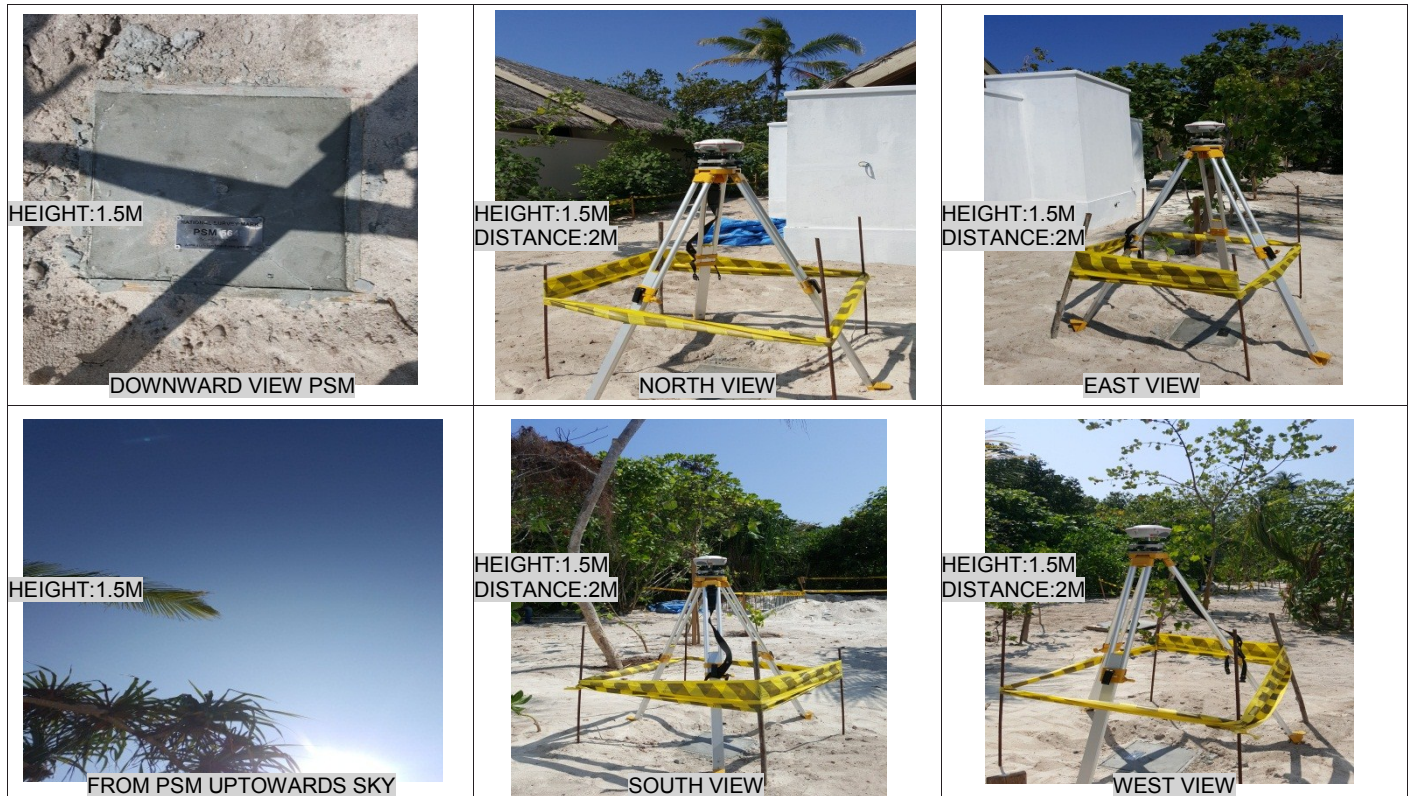 HEIGHT:1.5M
PSM
DOWNWARD VIEW PSM
HEIGHT:1.5M
DISTANCE:2M
NORTH VIEW
HEIGHT:1.5M
DISTANCE:2M
EAST VIEW
HEIGHT:1.5M
FROM PSM UPTOWARDS SKY
HEIGHT:1.5M
DISTANCE:2M
SOUTH VIEW
HEIGHT:1.5M
DISTANCE:2M
WEST VIEW